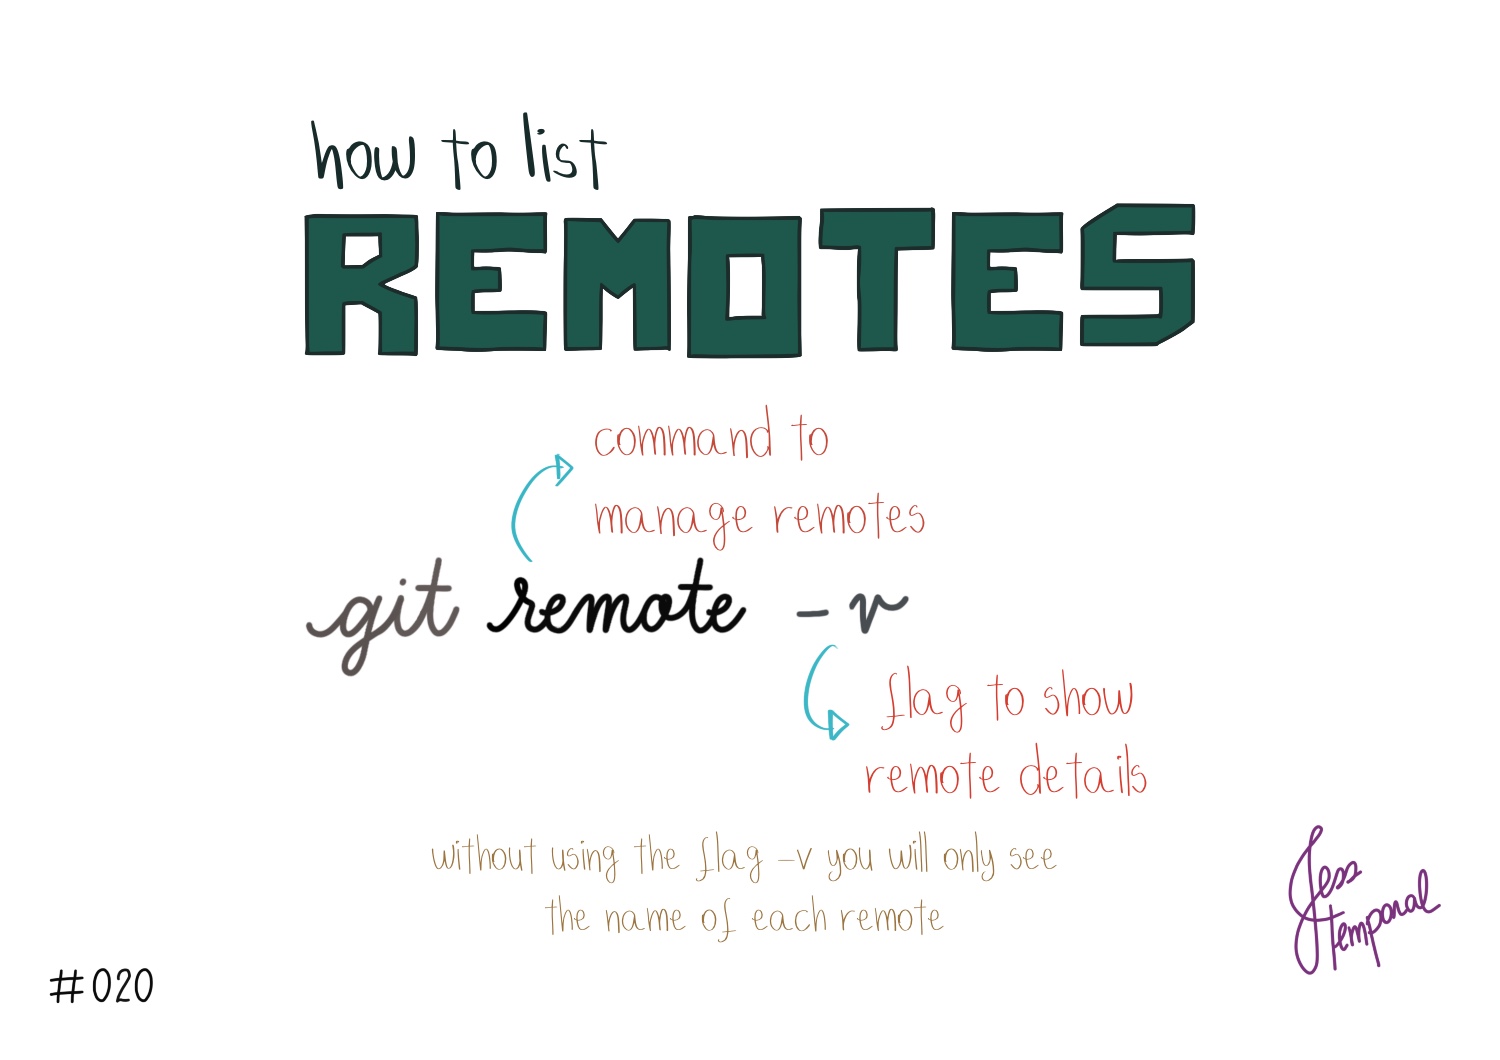 how to list
REMOTES
command to
manage remotes
git remote -v
flag to show
remote details
without using the flag -v you will only see
the name of each remote
Jess
temporal
#020